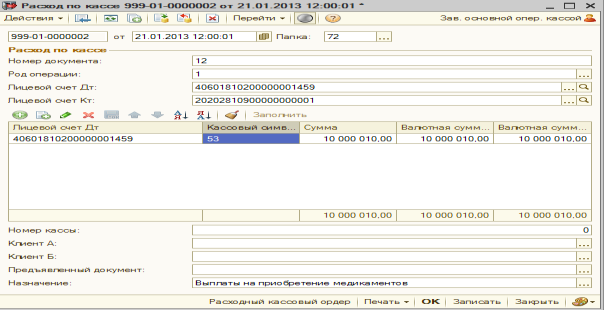 Расход по кассе 999-01-0000002 от 21.01.2013 12:00:01 *
Действия Перейти Зав. основной опер. кассой
999-01-0000002 от 21.01.2013 12:00:01 Папка: 72 ...
Расход по кассе
Номер документа: 12
Род операции: 1 ...
Лицевой счет Дт: 40601810200000001459 ...
Лицевой счет Кт: 20202810900000000001 ...
Заполнить
Лицевой счет Дт Кассовый симв... Сумма Валютная сумм... Валютная сумм...
40601810200000001459 53 10 000 010,00 10 000 010,00 10 000 010,00
10 000 010,00 10 000 010,00 10 000 010,00
Номер кассы: 0
Клиент А: ...
Клиент Б: ...
Предъявленный документ: ...
Назначение: Выплаты на приобретение медикаментов ...
Расходный кассовый ордер Печать ОК Записать Закрыть